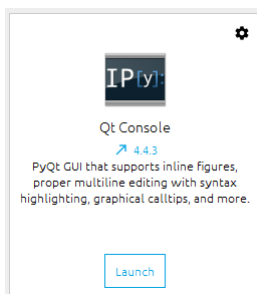 IP[y]:
Qt Console
4.4.3
PyQt GUI that supports inline figures,
proper multiline editing with syntax
highlighting, graphical calltips, and more.
Launch